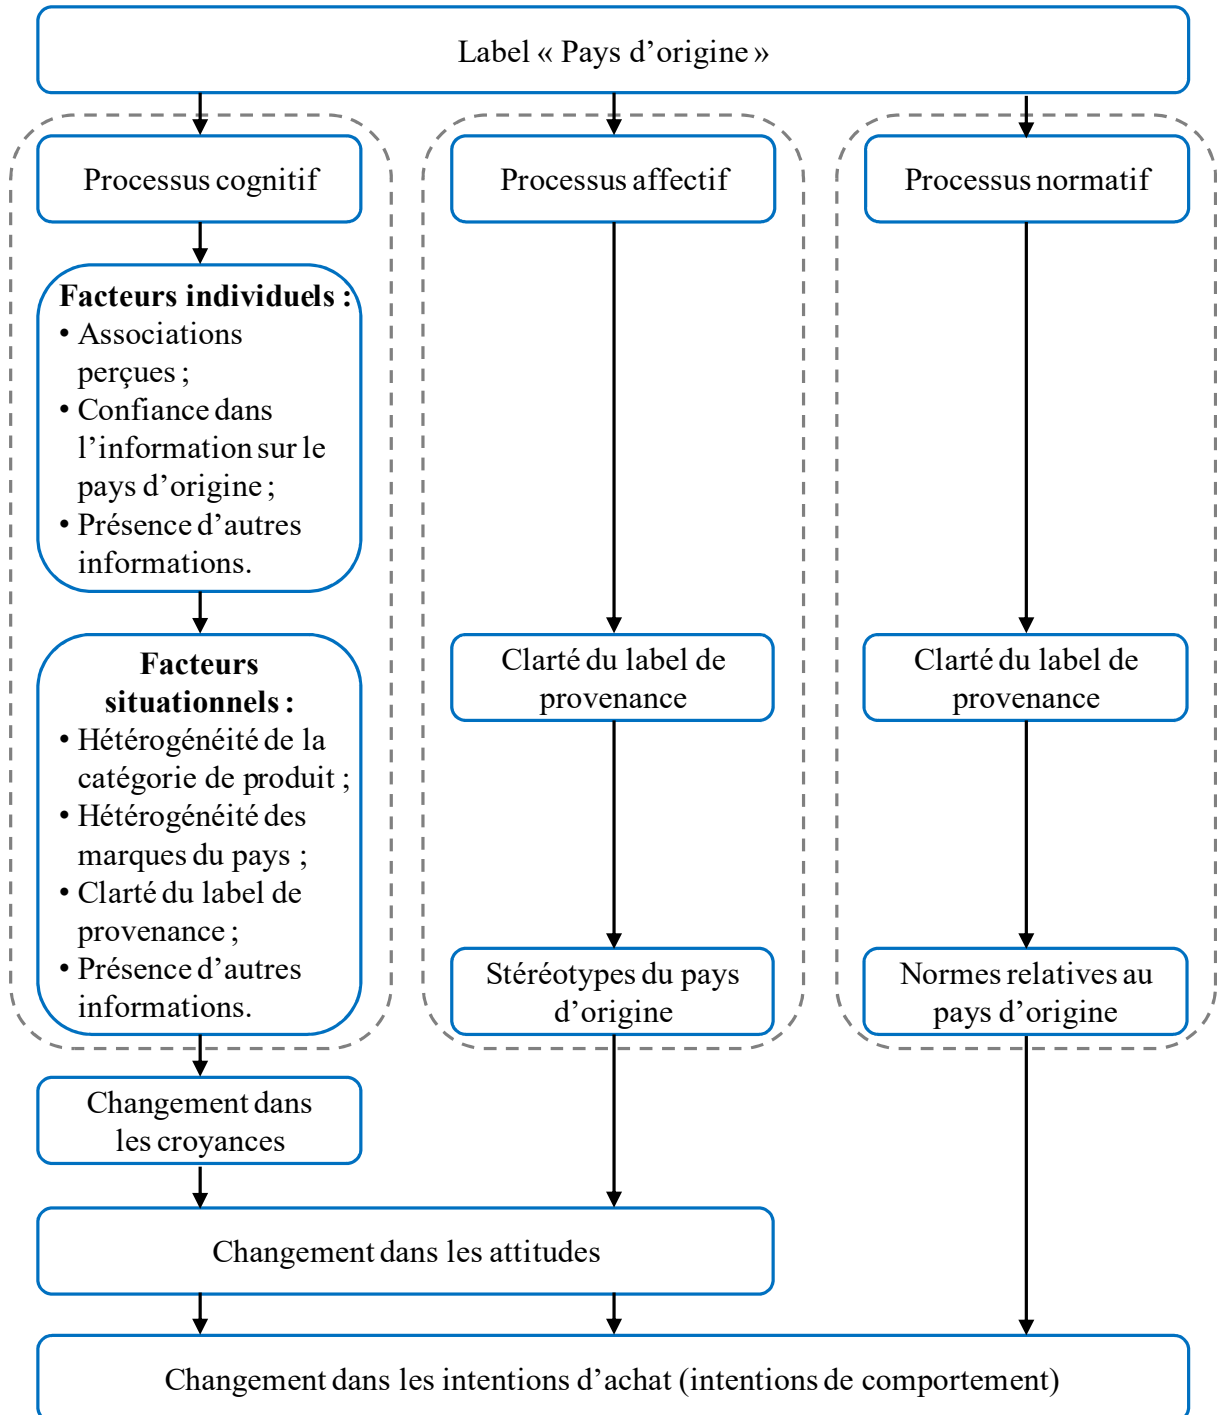 Label « Pays d’origine »
Processus cognitif
Processus affectif
Processus normatif
Facteurs individuels :
• Associations
perçues ;
• Confiance dans
l’information sur le
pays d’origine ;
• Présence d’autres
informations.
Facteurs
situationnels :
• Hétérogénéité de la
catégorie de produit ;
• Hétérogénéité des
marques du pays ;
• Clarté du label de
provenance ;
• Présence d’autres
informations.
Clarté du label de
provenance
Clarté du label de
provenance
Stéréotypes du pays
d’origine
Normes relatives au
pays d’origine
Changement dans
les croyances
Changement dans les attitudes
Changement dans les intentions d’achat (intentions de comportement)